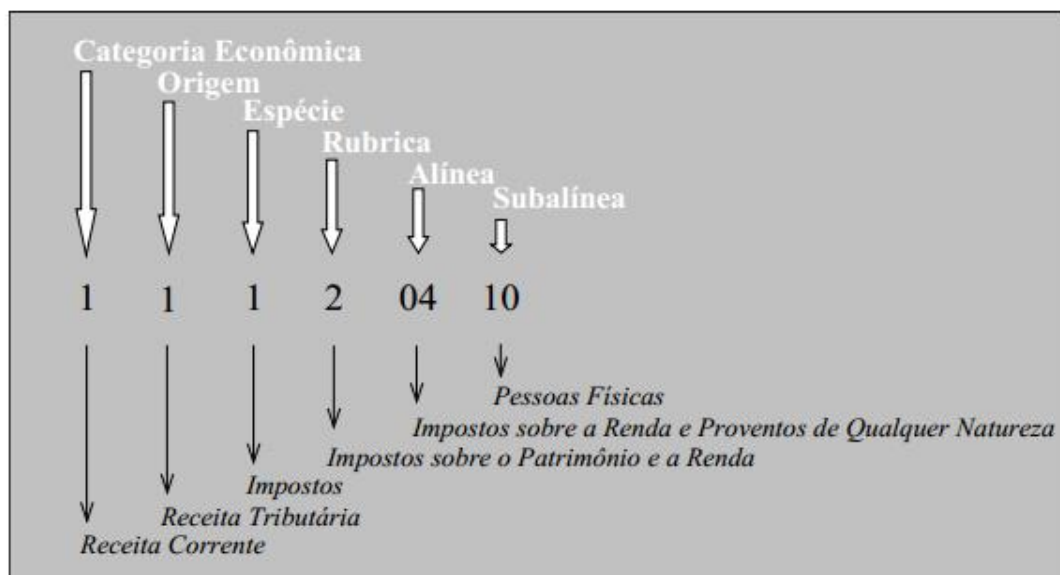 Categoria Econômica
Origem
Espécie
Rubrica
Alínea
Subalínea
1 1 1 2 04 10
Pessoas Físicas
Impostos sobre a Renda e Proventos de Qualquer Natureza
Impostos sobre o Patrimônio e a Renda
Impostos
Receita Tributária
Receita Corrente